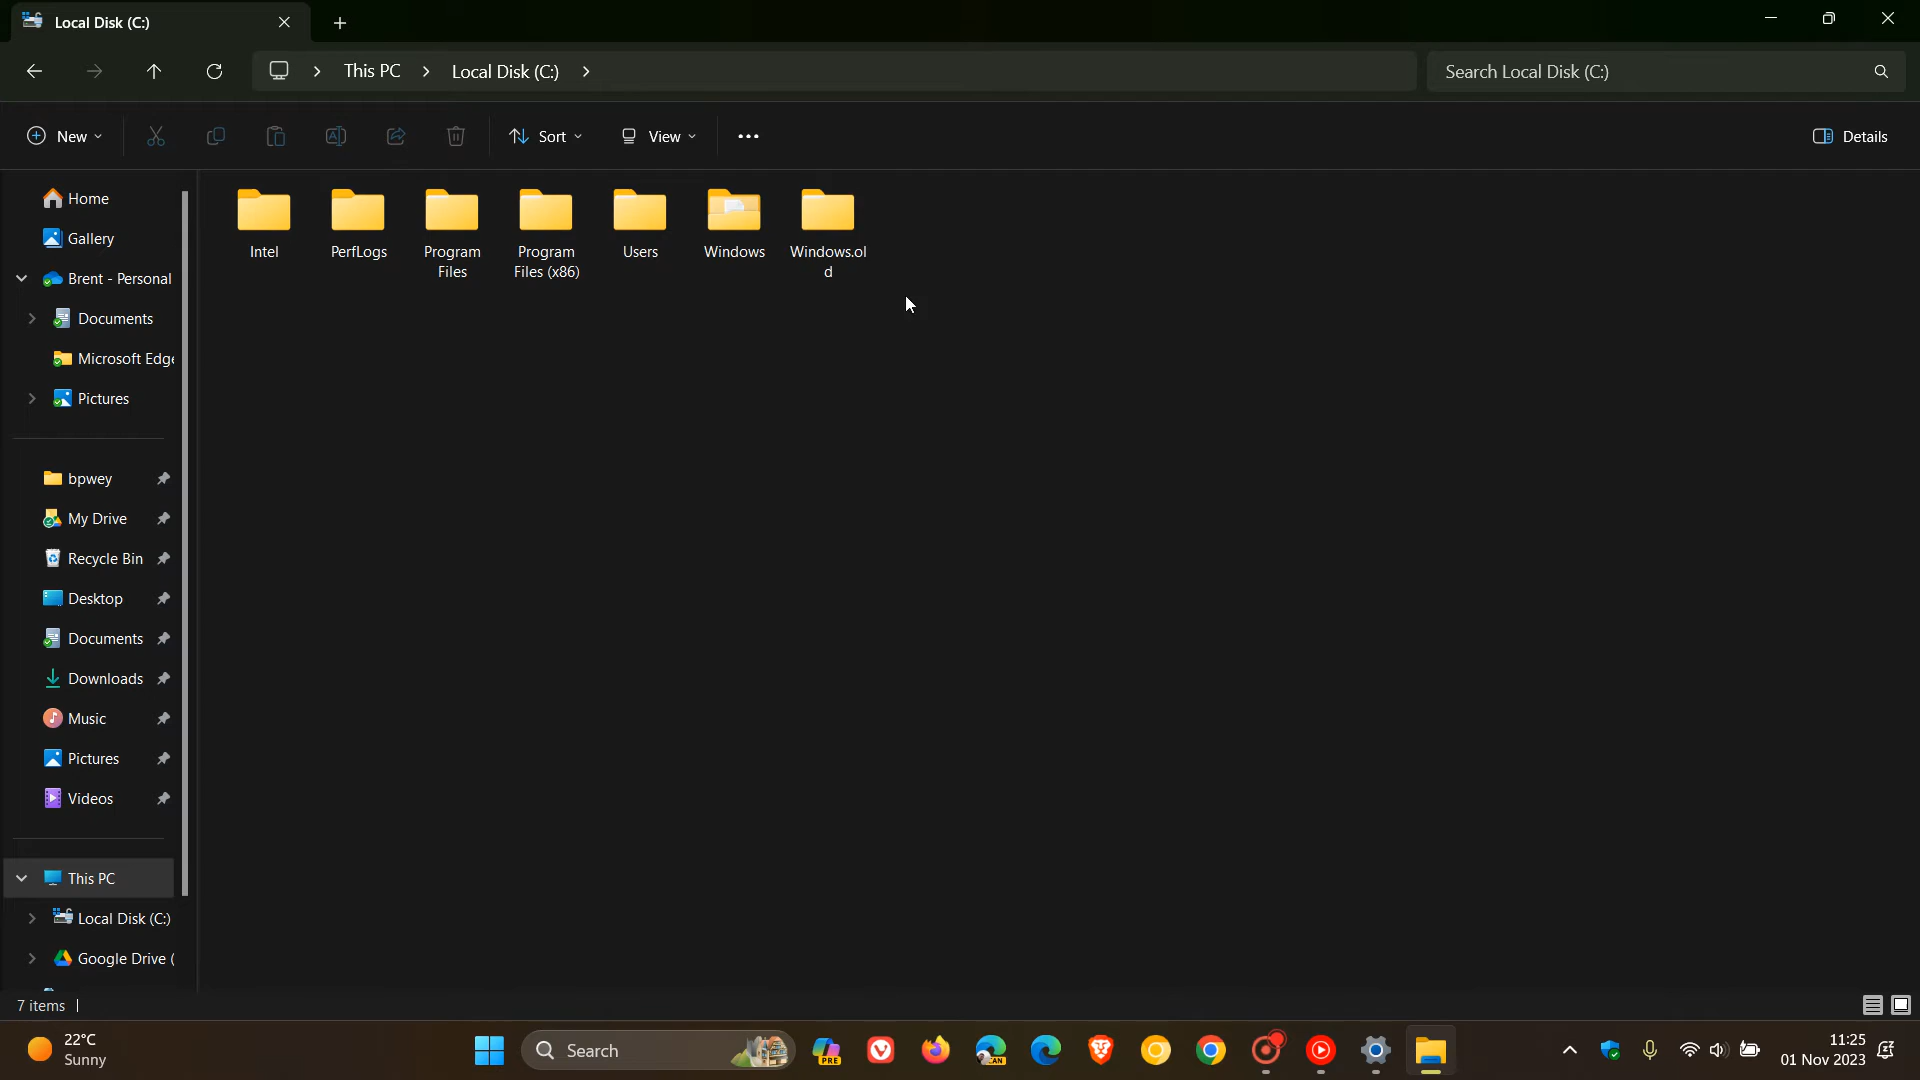 Local Disk (C:)
This PC
Local Disk (C:)
Search Local Disk (C:)
New
Sort
View
Details
Home
Gallery
Brent - Personal
Documents
Microsoft Edge
Pictures
bpwey
My Drive
Recycle Bin
Desktop
Documents
Downloads
Music
Pictures
Videos
This PC
Local Disk (C:)
Google Drive (
Intel
PerfLogs
Program
Files
Program
Files (x86)
Users
Windows
Windows.ol
d
7 items
22°C
Sunny
Search
PRE
CAN
11:25
01 Nov 2023